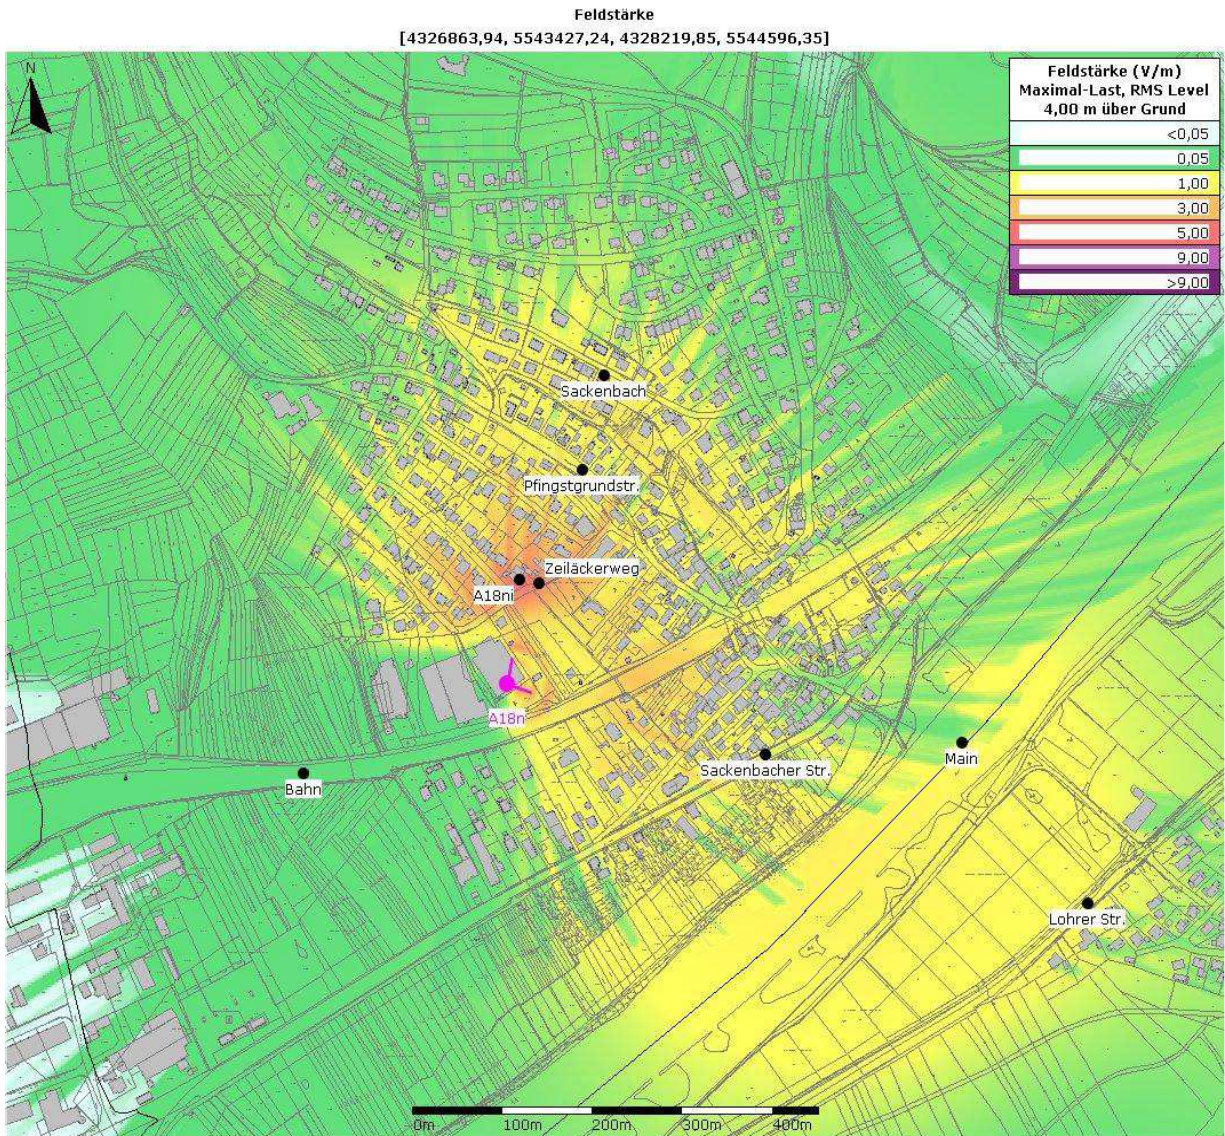 Feldstärke
[4326863,94, 5543427,24, 4328219,85, 5544596,35]
N
Feldstärke (V/m)
Maximal-Last, RMS Level
4,00 m über Grund
<0,05
0,05
1,00
3,00
5,00
9,00
>9,00
Sackenbach
Pfingstgrundstr.
Zeiläckerweg
A18ni
A18n
Main
Sackenbacher Str.
Bahn
Lohrer Str.
0m 100m 200m 300m 400m